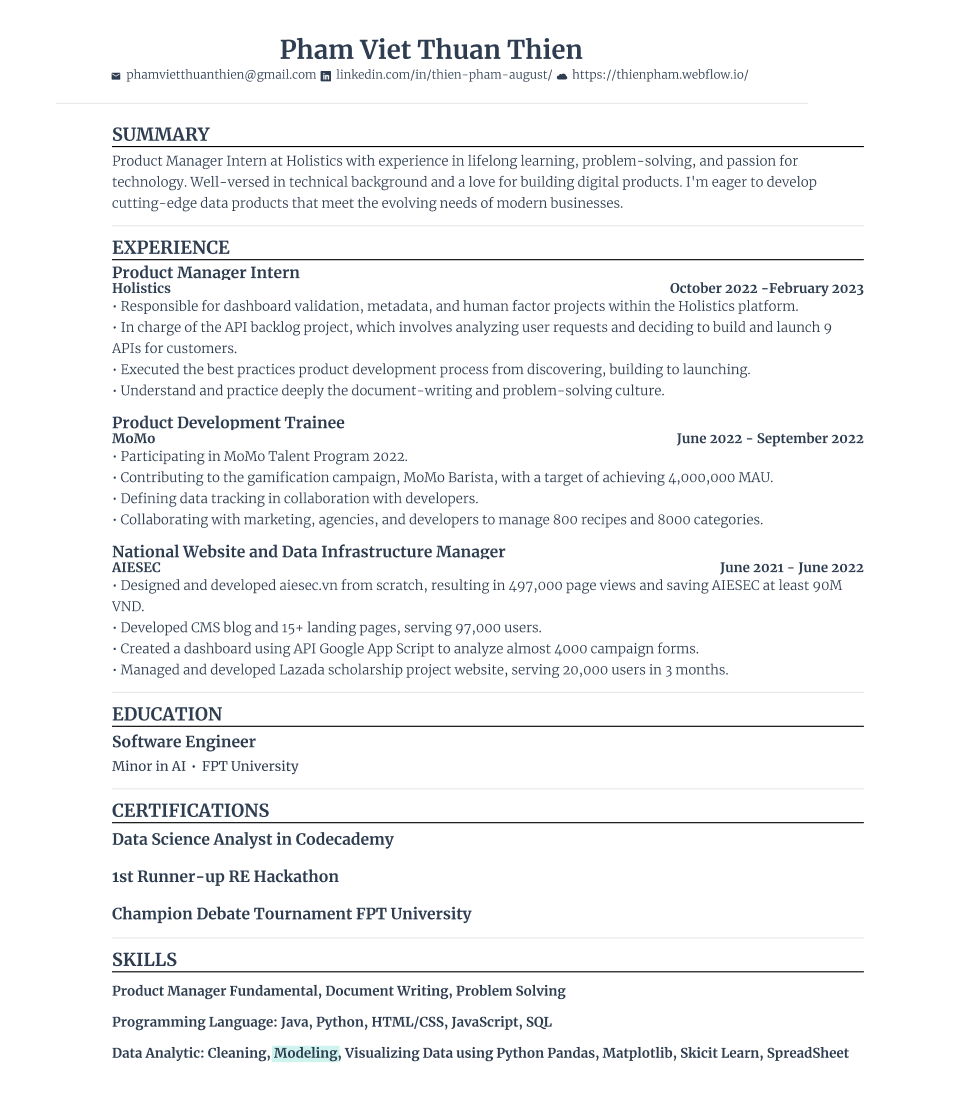 Pham Viet Thuan Thien
phamvietthuanthien@gmail.com linkedin.com/in/thien-pham-august/ https://thienpham.webflow.io/
SUMMARY
Product Manager Intern at Holistics with experience in lifelong learning, problem-solving, and passion for
technology. Well-versed in technical background and a love for building digital products. I'm eager to develop
cutting-edge data products that meet the evolving needs of modern businesses.
EXPERIENCE
Product Manager Intern
Holistics October 2022 -February 2023
• Responsible for dashboard validation, metadata, and human factor projects within the Holistics platform.
• In charge of the API backlog project, which involves analyzing user requests and deciding to build and launch 9
APIs for customers.
• Executed the best practices product development process from discovering, building to launching.
• Understand and practice deeply the document-writing and problem-solving culture.
Product Development Trainee
MoMo June 2022 - September 2022
• Participating in MoMo Talent Program 2022.
• Contributing to the gamification campaign, MoMo Barista, with a target of achieving 4,000,000 MAU.
• Defining data tracking in collaboration with developers.
• Collaborating with marketing, agencies, and developers to manage 800 recipes and 8000 categories.
National Website and Data Infrastructure Manager
AIESEC June 2021 - June 2022
• Designed and developed aiesec.vn from scratch, resulting in 497,000 page views and saving AIESEC at least 90M
VND.
• Developed CMS blog and 15+ landing pages, serving 97,000 users.
• Created a dashboard using API Google App Script to analyze almost 4000 campaign forms.
• Managed and developed Lazada scholarship project website, serving 20,000 users in 3 months.
EDUCATION
Software Engineer
Minor in AI • FPT University
CERTIFICATIONS
Data Science Analyst in Codecademy
1st Runner-up RE Hackathon
Champion Debate Tournament FPT University
SKILLS
Product Manager Fundamental, Document Writing, Problem Solving
Programming Language: Java, Python, HTML/CSS, JavaScript, SQL
Data Analytic: Cleaning, Modeling, Visualizing Data using Python Pandas, Matplotlib, Skicit Learn, SpreadSheet